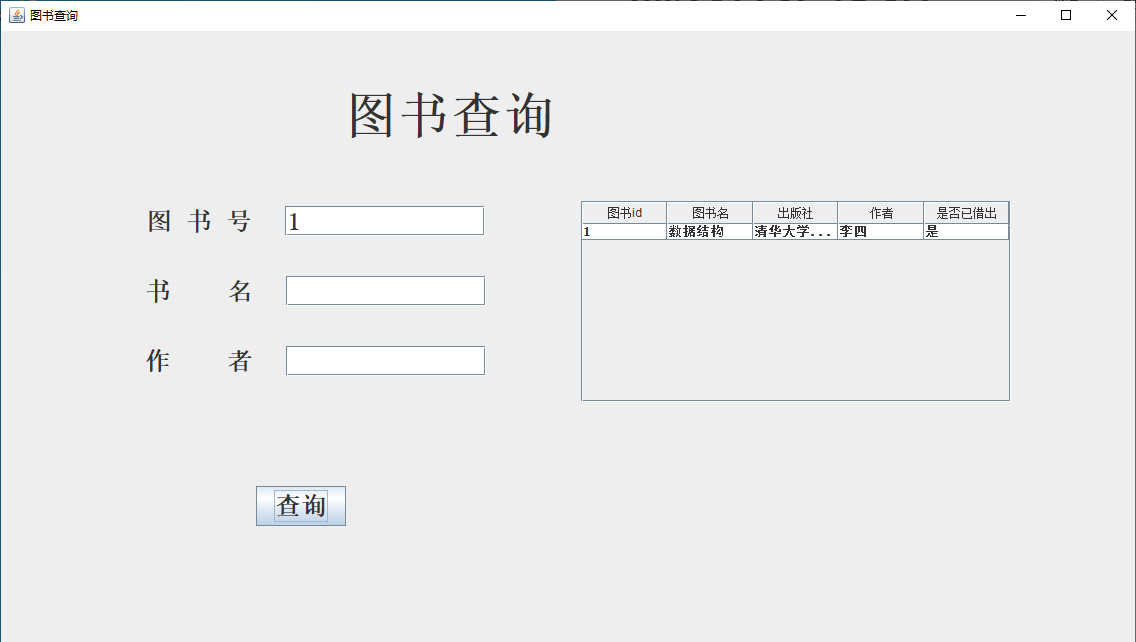 图书查询
图书查询
图 书 号 1
书 名
作 者
图书id 图书名 出版社 作者 是否已借出
1 数据结构 清华大学... 李四 是
查询